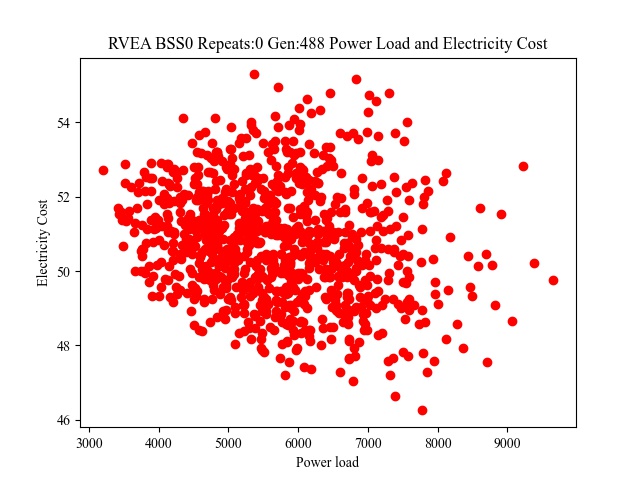 RVEA BSS0 Repeats:0 Gen:488 Power Load and Electricity Cost
54
52
50
48
46
Electricity Cost
3000 4000 5000 6000 7000 8000 9000
Power load